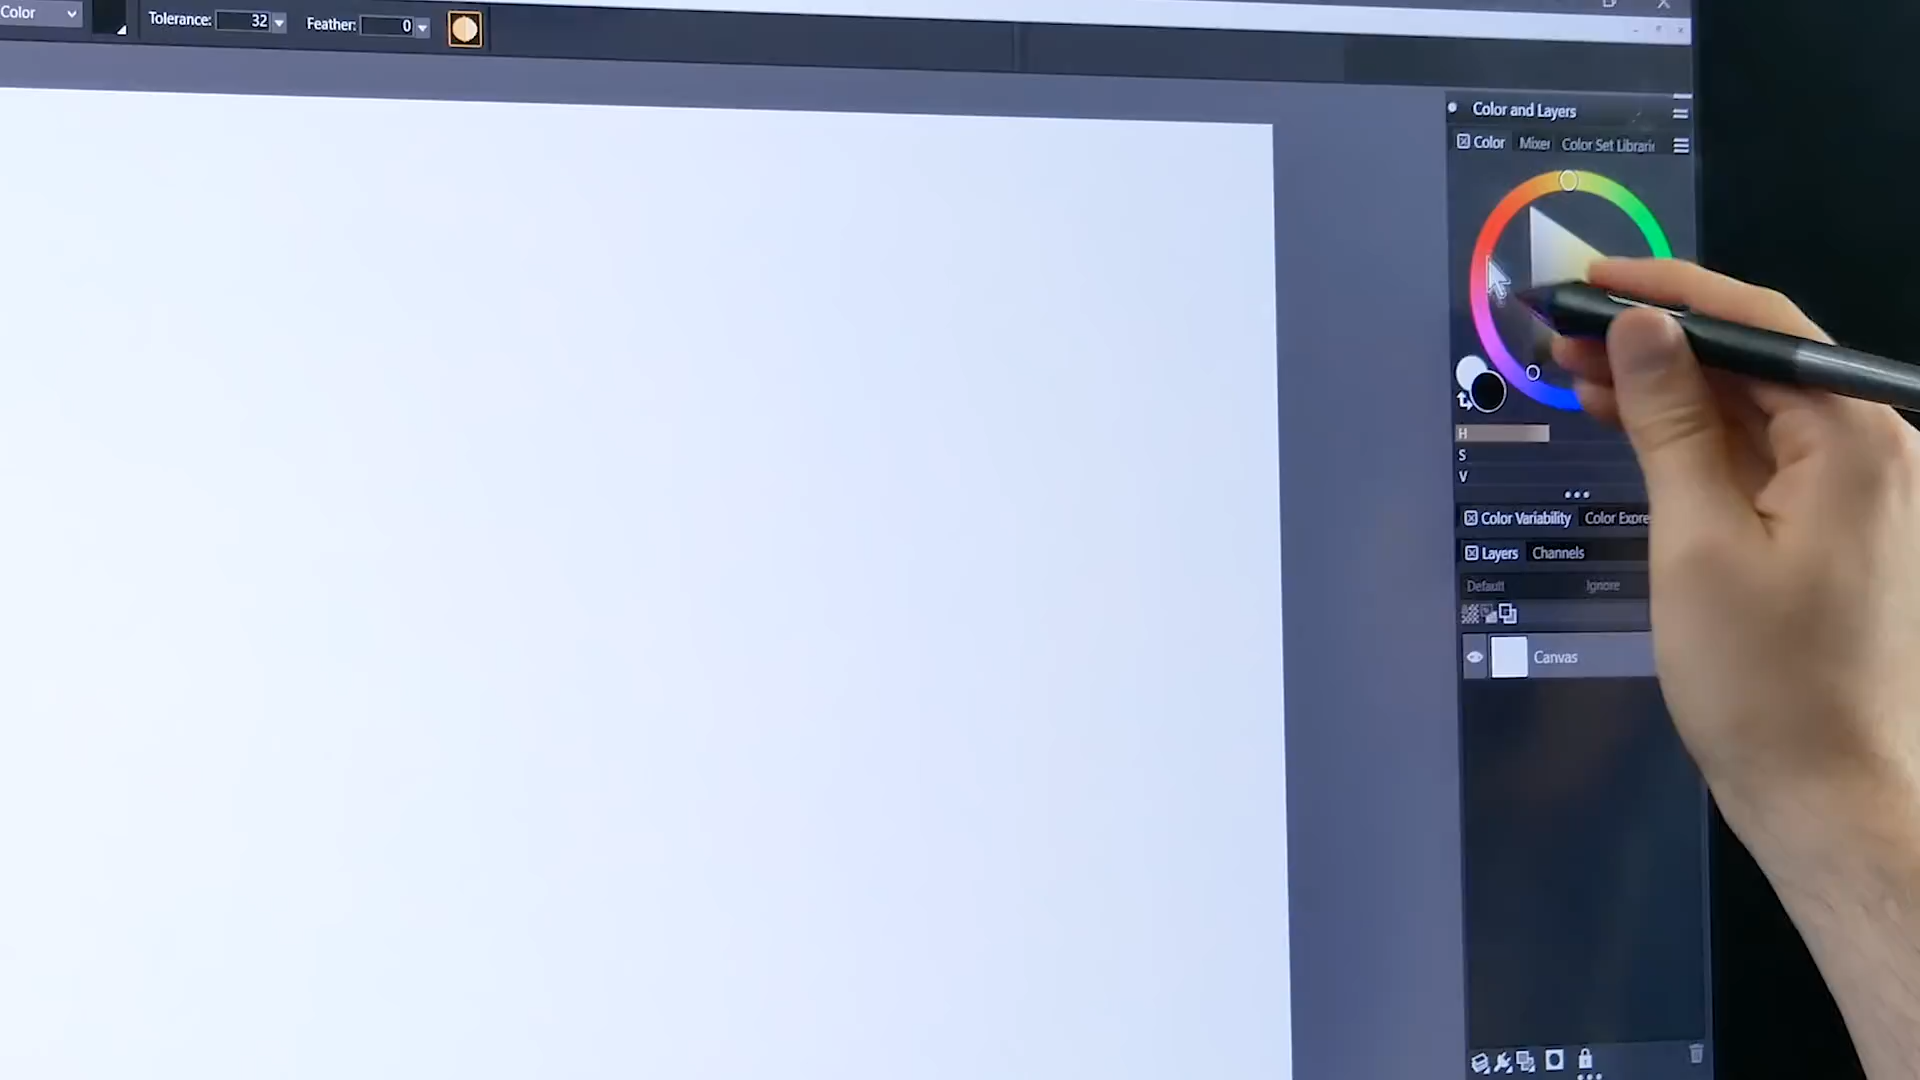 Color
Tolerance: 32
Feather: 0
Color and Layers
Color Mixer Color Set Librari
H
S
V
Color Variability Color Expre
Layers Channels
Default Ignore
Canvas